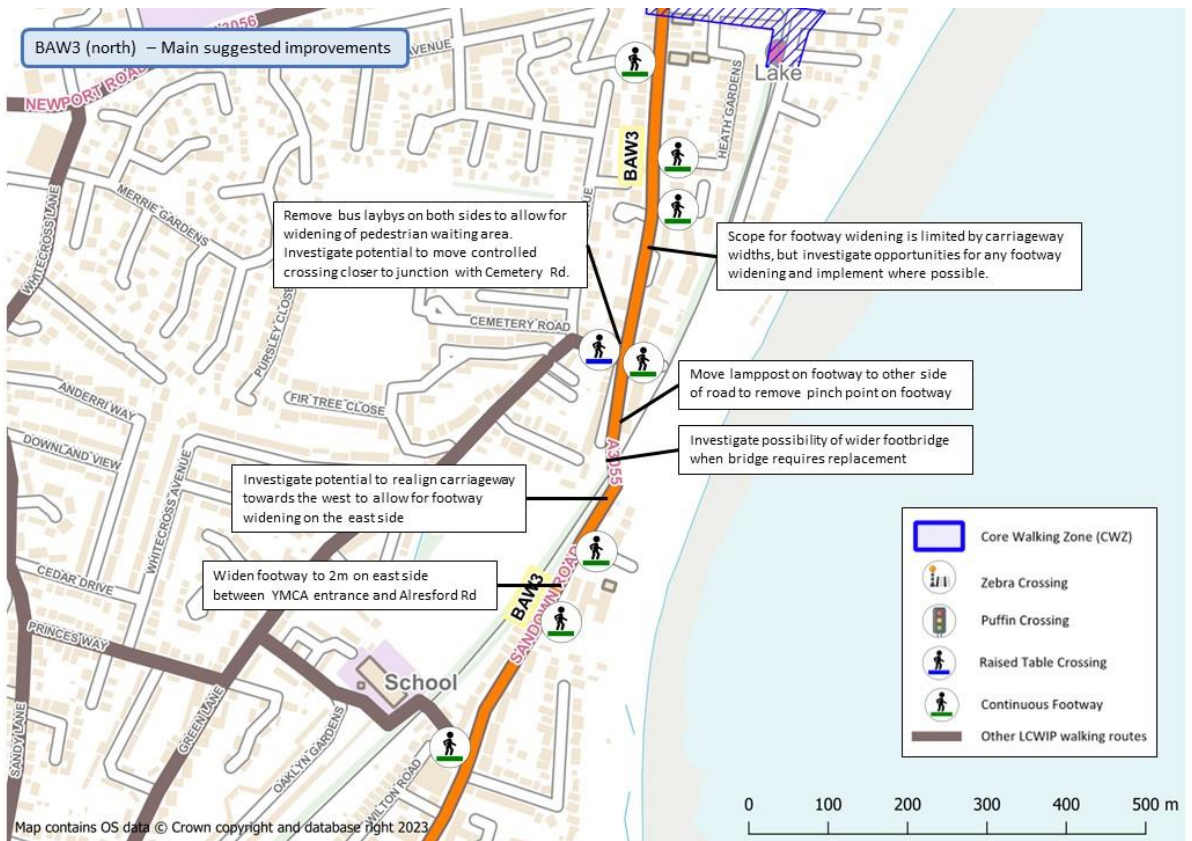 BAW3 (north) – Main suggested improvements
3056
AVENUE
NEWPORT ROAD
Lake
HEATH GARDENS
BAW3
MERRIE GARDENS
WHITECROSS LANE
PURSLEY CLOSE
Remove bus laybys on both sides to allow for
widening of pedestrian waiting area.
Investigate potential to move controlled
crossing closer to junction with Cemetery Rd.
Scope for footway widening is limited by carriageway
widths, but investigate opportunities for any footway
widening and implement where possible.
CEMETERY ROAD
Move lamppost on footway to other side
of road to remove pinch point on footway
ANDERRI WAY
FIR TREE CLOSE
DOWNLAND VIEW
WHITECROSS AVENUE
A3055
Investigate possibility of wider footbridge
when bridge requires replacement
Investigate potential to realign carriageway
towards the west to allow for footway
widening on the east side
Widen footway to 2m on east side
between YMCA entrance and Alresford Rd
BAW3
SANDOWN ROAD
CEDAR DRIVE
PRINCES WAY
School
SANDY LANE
GREEN LANE
OAKLYN GARDENS
WILTON ROAD
Core Walking Zone (CWZ)
Zebra Crossing
Puffin Crossing
Raised Table Crossing
Continuous Footway
Other LCWIP walking routes
0 100 200 300 400 500 m
Map contains OS data © Crown copyright and database right 2023